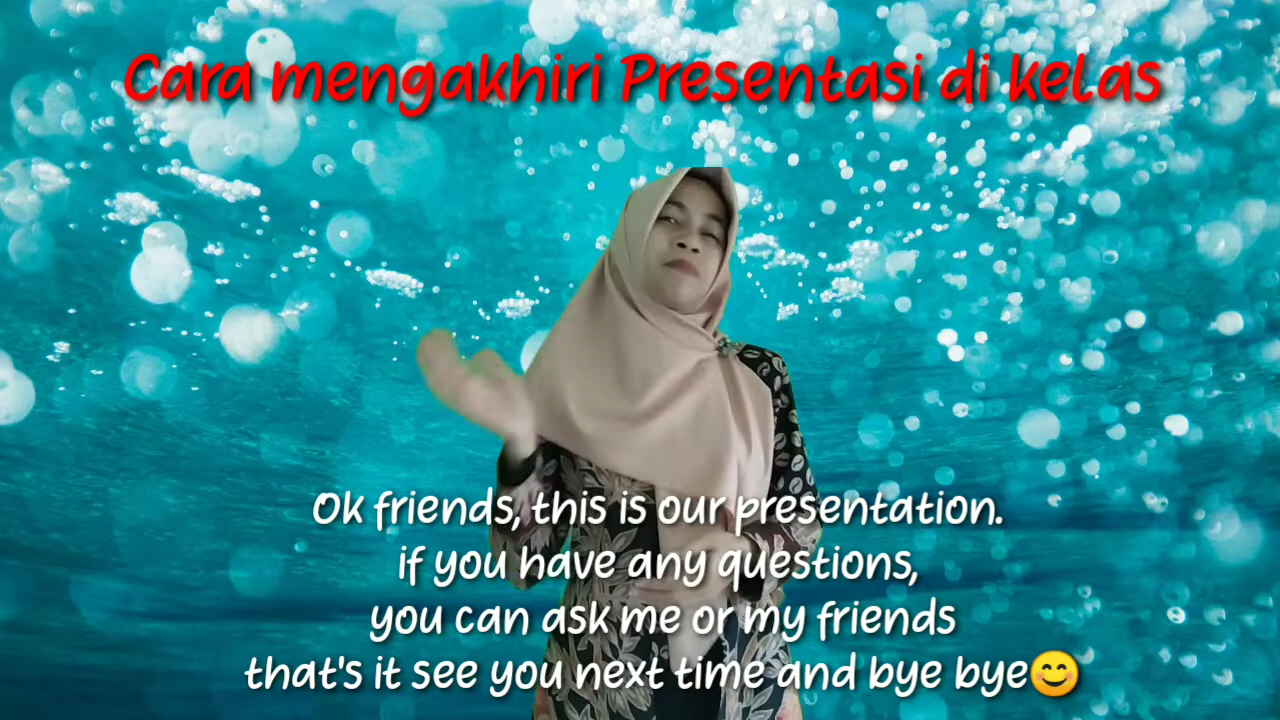 Cara mengakhiri Presentasi di kelas
Ok friends, this is our presentation.
if you have any questions,
you can ask me or my friends
that's it see you next time and bye bye😊